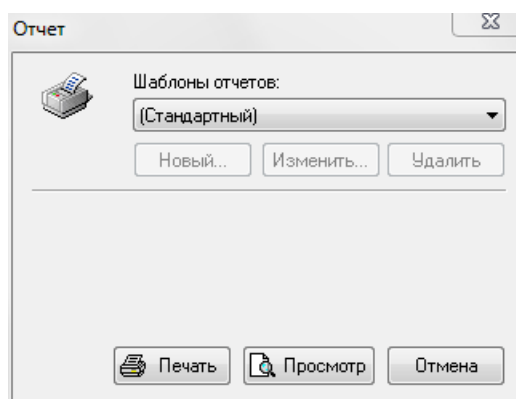 Отчет
Шаблоны отчетов:
(Стандартный)
Новый... Изменить... Удалить
Печать Просмотр Отмена